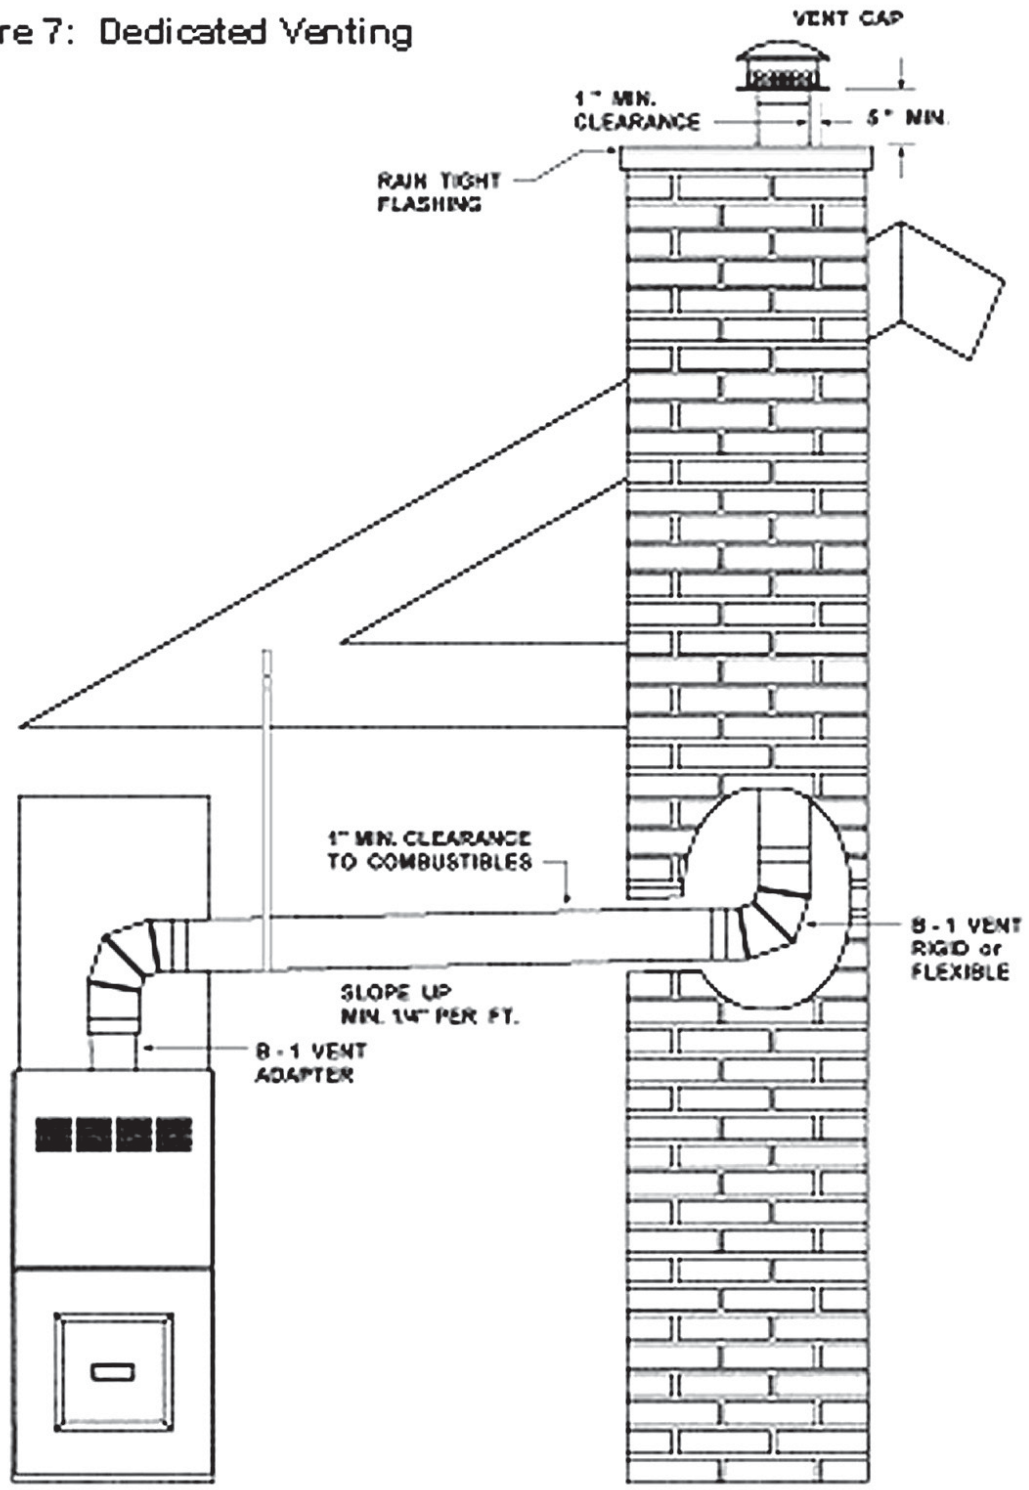 re 7: Dedicated Venting
VENT CAP
1" MIN.
CLEARANCE
5" MIN.
RAIN TIGHT
FLASHING
1" MIN. CLEARANCE
TO COMBUSTIBLES
B - 1 VENT
RIGID or
FLEXIBLE
SLOPE UP
MIN. 1/4" PER FT.
B - 1 VENT
ADAPTER